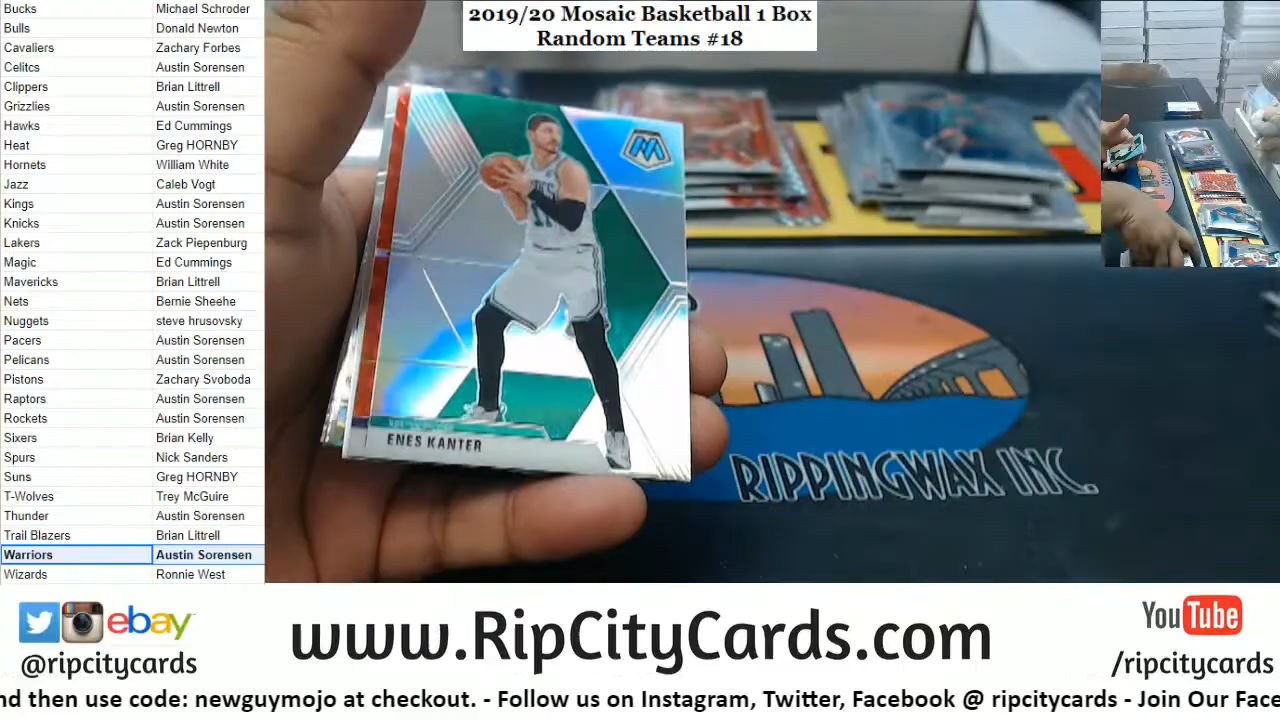 2019/20 Mosaic Basketball 1 Box
Random Teams #18
Bucks Michael Schroder
Bulls Donald Newton
Cavaliers Zachary Forbes
Celitcs Austin Sorensen
Clippers Brian Littrell
Grizzlies Austin Sorensen
Hawks Ed Cummings
Heat Greg HORNBY
Hornets William White
Jazz Caleb Vogt
Kings Austin Sorensen
Knicks Austin Sorensen
Lakers Zack Piepenburg
Magic Ed Cummings
Mavericks Brian Littrell
Nets Bernie Sheehe
Nuggets steve hrusovsky
Pacers Austin Sorensen
Pelicans Austin Sorensen
Pistons Zachary Svoboda
Raptors Austin Sorensen
Rockets Austin Sorensen
Sixers Brian Kelly
Spurs Nick Sanders
Suns Greg HORNBY
T-Wolves Trey McGuire
Thunder Austin Sorensen
Trail Blazers Brian Littrell
Warriors Austin Sorensen
Wizards Ronnie West
ENES KANTER
RIPPINGWAX INC.
ebay
@ripcitycards
www.RipCityCards.com
YouTube
/ripcitycards
nd then use code: newguymojo at checkout. - Follow us on Instagram, Twitter, Facebook @ ripcitycards - Join Our Face